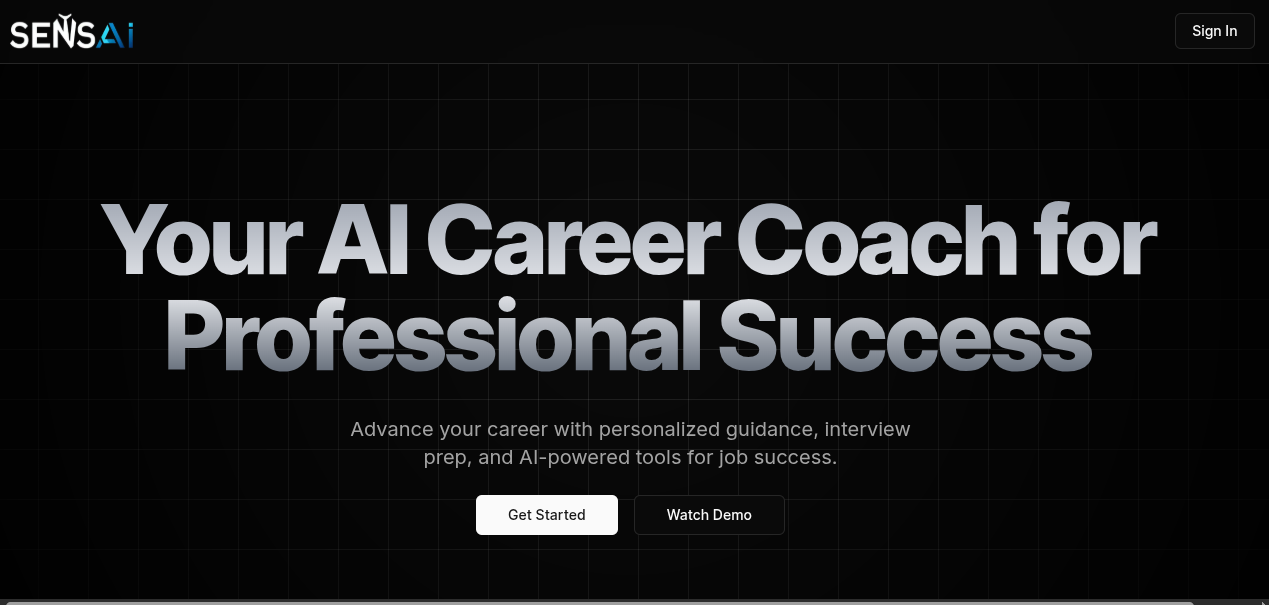 SENSAi
Sign In
Your AI Career Coach for
Professional Success
Advance your career with personalized guidance, interview
prep, and AI-powered tools for job success.
Get Started
Watch Demo